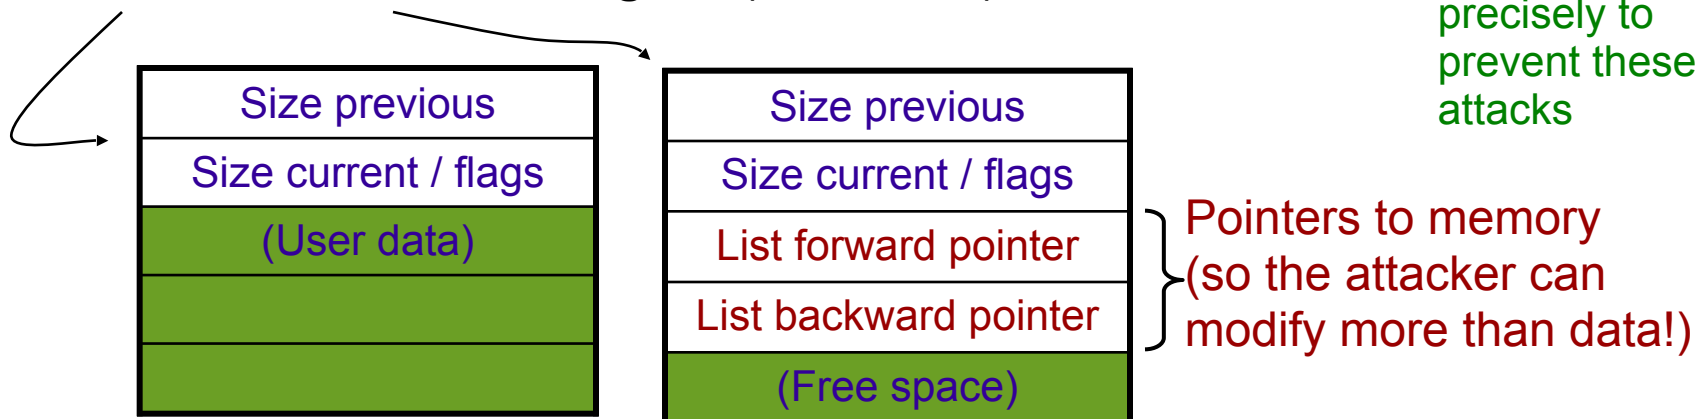 precisely to
prevent these
attacks
Size previous
Size current / flags
(User data)
Size previous
Size current / flags
List forward pointer
List backward pointer
(Free space)
Pointers to memory
(so the attacker can
modify more than data!)